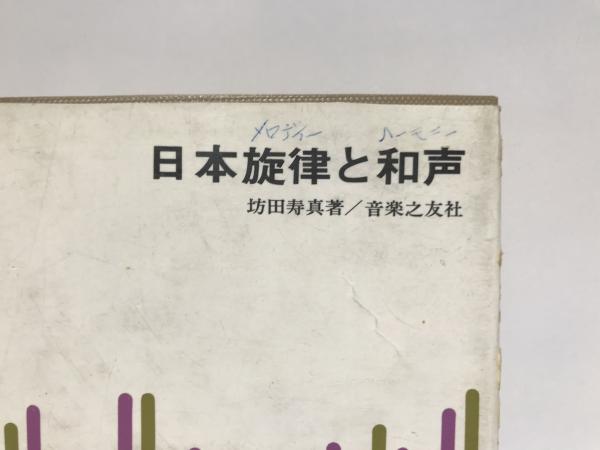 メロディー ハーモニー
日本旋律と和声
坊田寿真著／音楽之友社